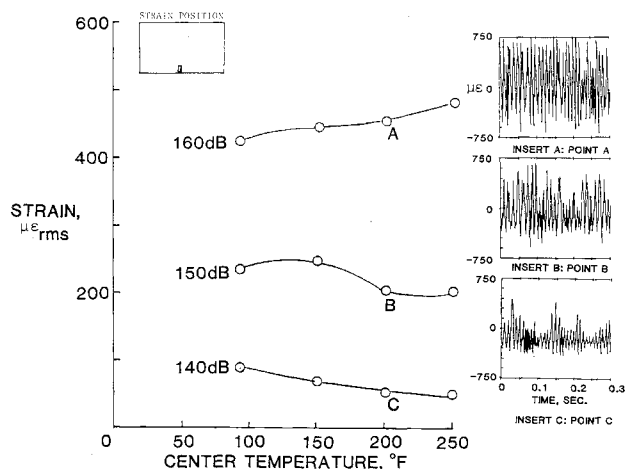 STRAIN POSITION
600
400
200
0
STRAIN,
με rms
160dB
150dB
140dB
A
B
C
0
50
100
150
200
250
CENTER TEMPERATURE, °F
750
με 0
-750
INSERT A: POINT A
750
0
-750
INSERT B: POINT B
750
0
-750
0 0.1 0.2 0.3
TIME, SEC.
INSERT C: POINT C